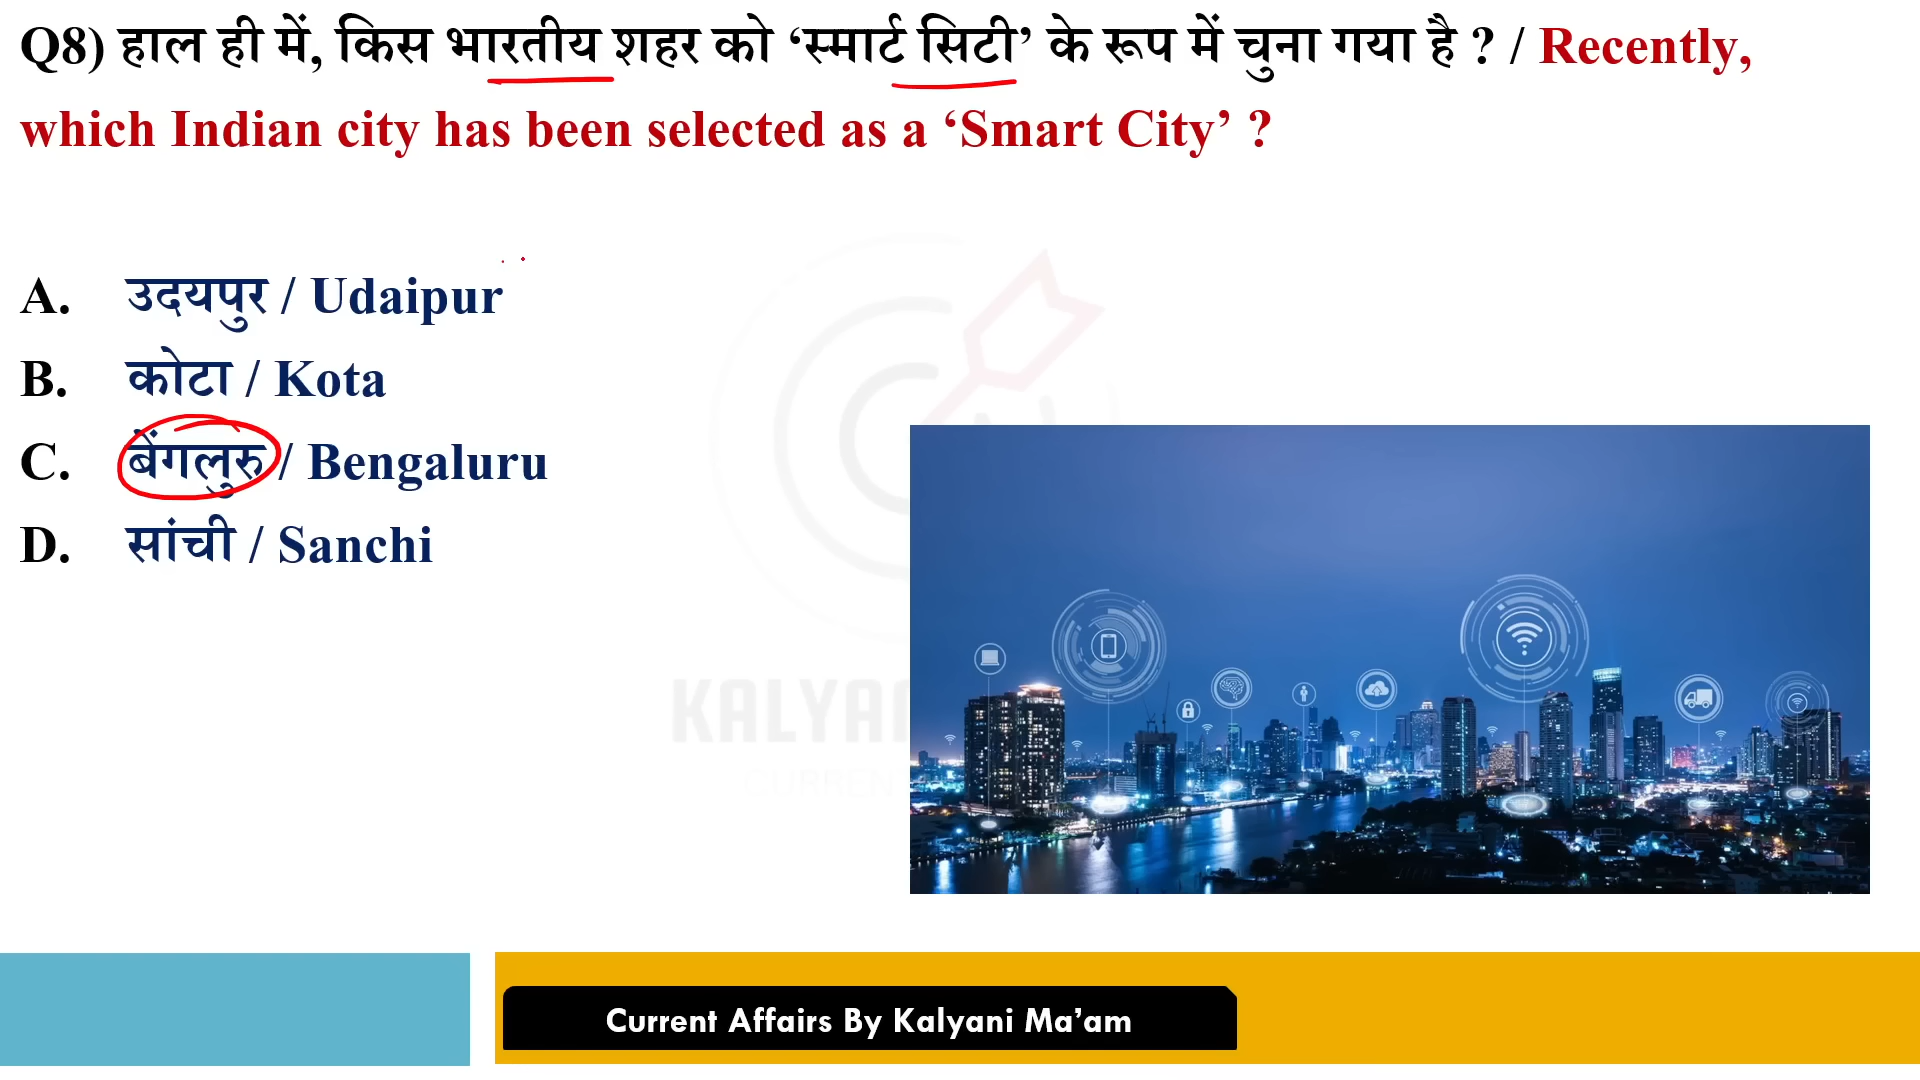 Q8) हाल ही में, किस भारतीय शहर को ‘स्मार्ट सिटी’ के रूप में चुना गया है ? / Recently,
which Indian city has been selected as a ‘Smart City’ ?
A. उदयपुर / Udaipur
B. कोटा / Kota
C. बेंगलुरु / Bengaluru
D. सांची / Sanchi
Current Affairs By Kalyani Ma’am